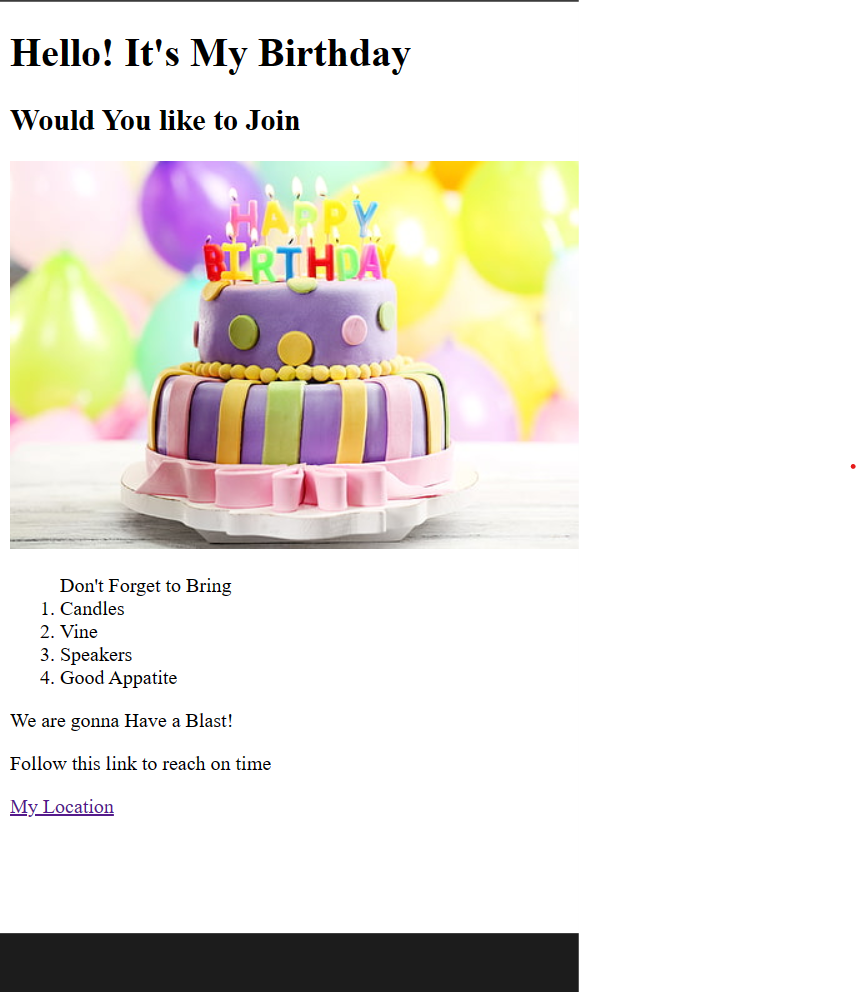 Hello! It's My Birthday
Would You like to Join
HAPPY
BIRTHDAY
Don't Forget to Bring
1. Candles
2. Vine
3. Speakers
4. Good Appatite
We are gonna Have a Blast!
Follow this link to reach on time
My Location